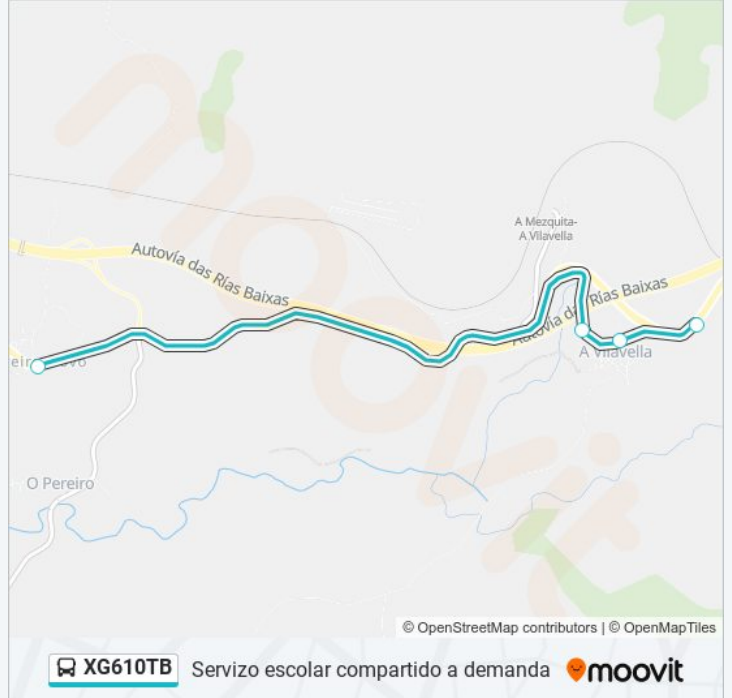 A Mezquita-
A Vilavella
Autovía das Rías Baixas
Autovía das Rías Baixas
A Vilavella
O Pereiro
© OpenStreetMap contributors | © OpenMapTiles
XG610TB Servizo escolar compartido a demanda moovit
moovit